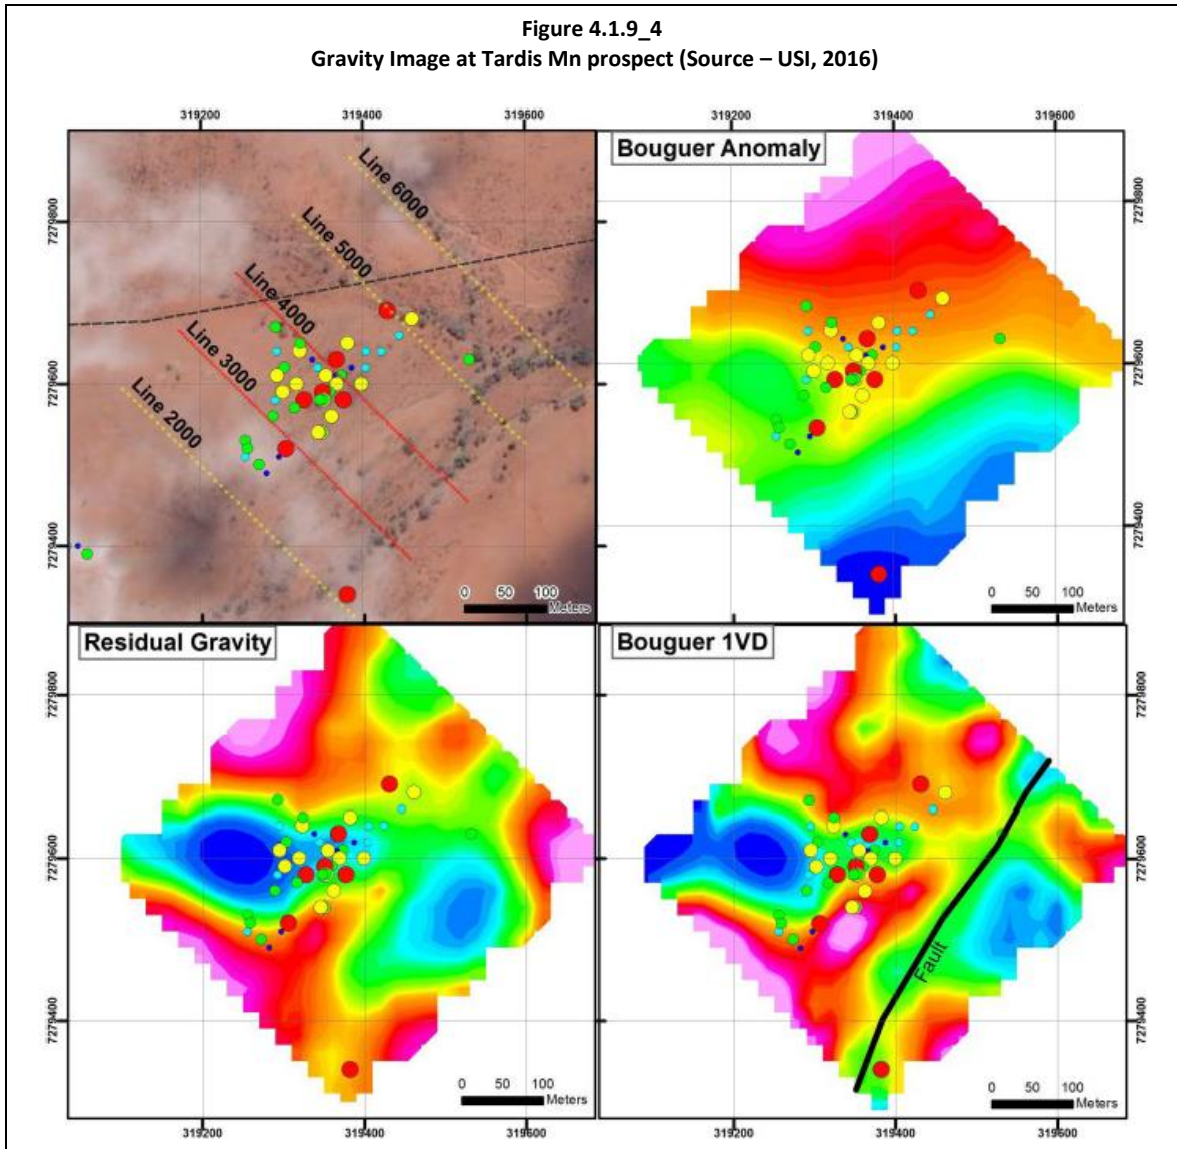 Figure 4.1.9_4
Gravity Image at Tardis Mn prospect (Source – USI, 2016)
319200 319400 319600
319200 319400 319600
7279800
7279600
7279400
Line 6000
Line 5000
Line 4000
Line 3000
Line 2000
0 50 100
Meters
Bouguer Anomaly
7279800
7279600
7279400
0 50 100
Meters
Residual Gravity
7279800
7279600
7279400
0 50 100
Meters
Bouguer 1VD
Fault
7279800
7279600
7279400
0 50 100
Meters
319200 319400 319600
319200 319400 319600